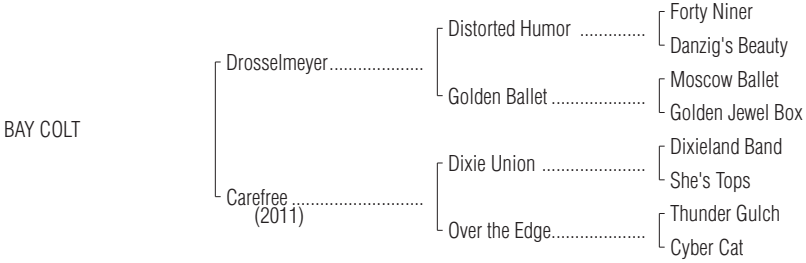 Forty Niner
Distorted Humor ..............
Danzig's Beauty
Drosselmeyer....................
Moscow Ballet
Golden Ballet ....................
Golden Jewel Box
BAY COLT
Dixieland Band
Dixie Union ......................
She's Tops
Carefree ............................
(2011)
Thunder Gulch
Over the Edge....................
Cyber Cat